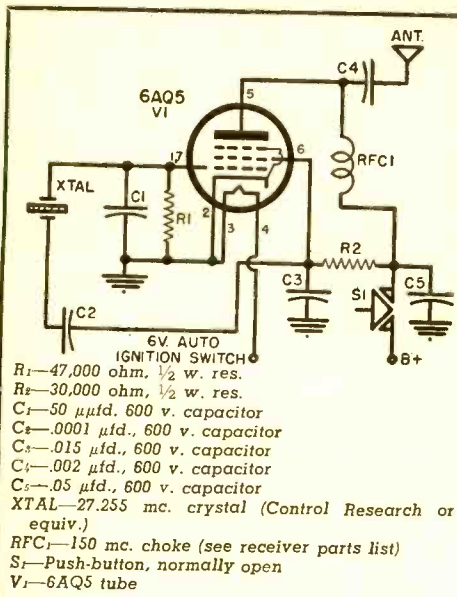 ANT.
C4
6AQ5
V1
5
RFC1
1,7
6
XTAL
C1
R1
2
3
4
R2
C2
C3
S1
C5
6V. AUTO
IGNITION SWITCH
B+
R1—47,000 ohm, ½ w. res.
R2—30,000 ohm, ½ w. res.
C1—50 μμfd. 600 v. capacitor
C2—.0001 μfd., 600 v. capacitor
C3—.015 μfd., 600 v. capacitor
C4—.002 μfd., 600 v. capacitor
C5—.05 μfd., 600 v. capacitor
XTAL—27.255 mc. crystal (Control Research or
equiv.)
RFC1—150 mc. choke (see receiver parts list)
S1—Push-button, normally open
V1—6AQ5 tube